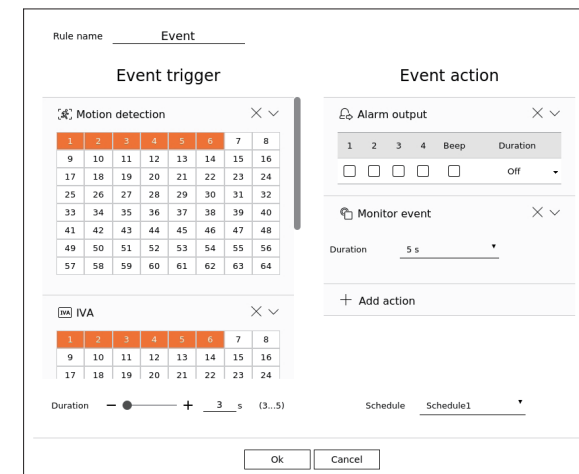 Rule name Event
Event trigger
Motion detection
1 2 3 4 5 6 7 8
9 10 11 12 13 14 15 16
17 18 19 20 21 22 23 24
25 26 27 28 29 30 31 32
33 34 35 36 37 38 39 40
41 42 43 44 45 46 47 48
49 50 51 52 53 54 55 56
57 58 59 60 61 62 63 64
IVA IVA
1 2 3 4 5 6 7 8
9 10 11 12 13 14 15 16
17 18 19 20 21 22 23 24
Duration 3 s (3...5)
Event action
Alarm output
1 2 3 4 Beep Duration
Off
Monitor event
Duration 5 s
Add action
Schedule Schedule1
Ok Cancel